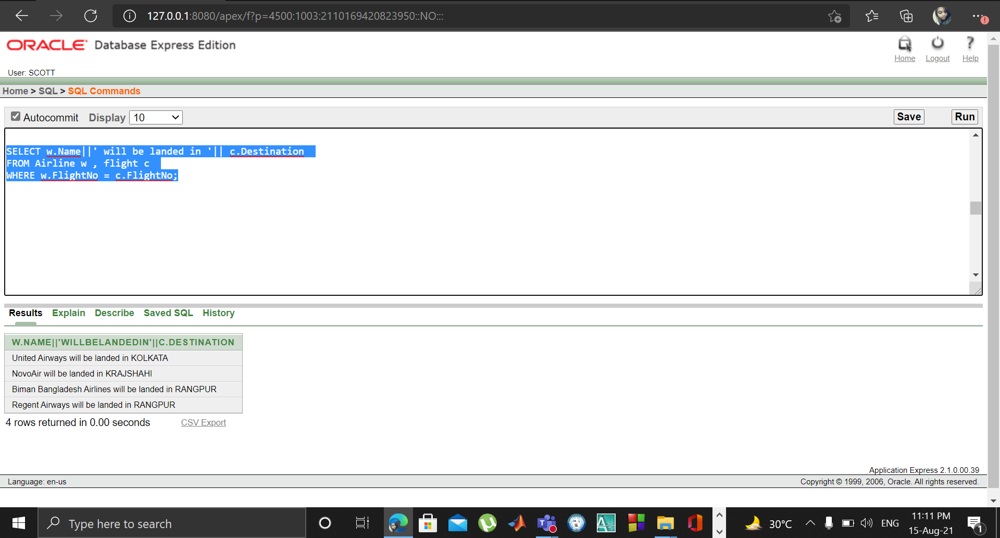 127.0.0.1:8080/apex/f?p=4500:1003:2110169420823950::NO:::
ORACLE® Database Express Edition
Home Logout Help
User: SCOTT
Home > SQL > SQL Commands
Autocommit Display 10 Save Run
SELECT w.Name||' will be landed in '|| c.Destination
FROM Airline w , flight c
WHERE w.FlightNo = c.FlightNo;
Results Explain Describe Saved SQL History
W.NAME||'WILLBELANDEDIN'||C.DESTINATION
United Airways will be landed in KOLKATA
NovoAir will be landed in KRAJSHAHI
Biman Bangladesh Airlines will be landed in RANGPUR
Regent Airways will be landed in RANGPUR
4 rows returned in 0.00 seconds CSV Export
Application Express 2.1.0.00.39
Language: en-us Copyright © 1999, 2006, Oracle. All rights reserved.
Type here to search
30°C ENG
11:11 PM
15-Aug-21
1